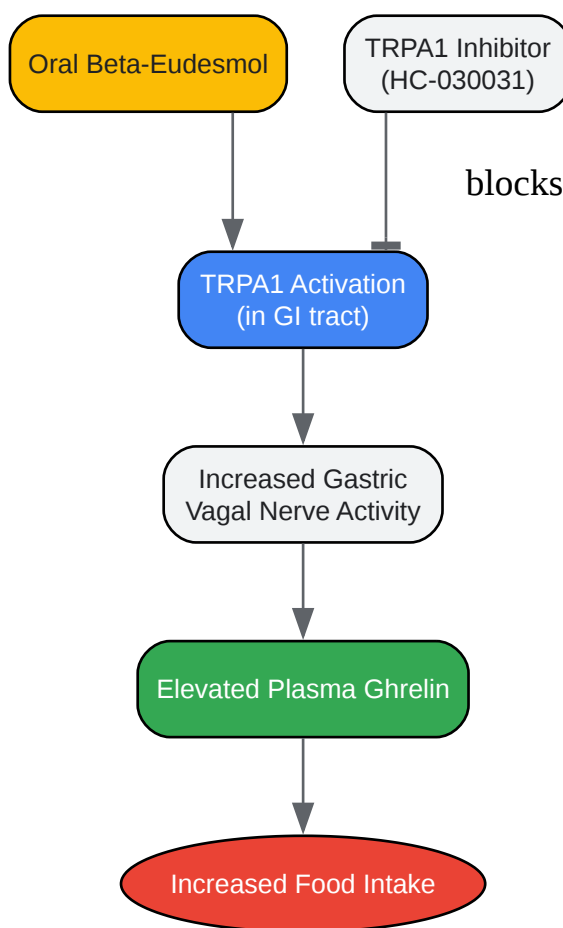 Oral Beta-Eudesmol
TRPA1 Inhibitor
(HC-030031)
blocks
TRPA1 Activation
(in GI tract)
Increased Gastric
Vagal Nerve Activity
Elevated Plasma Ghrelin
Increased Food Intake